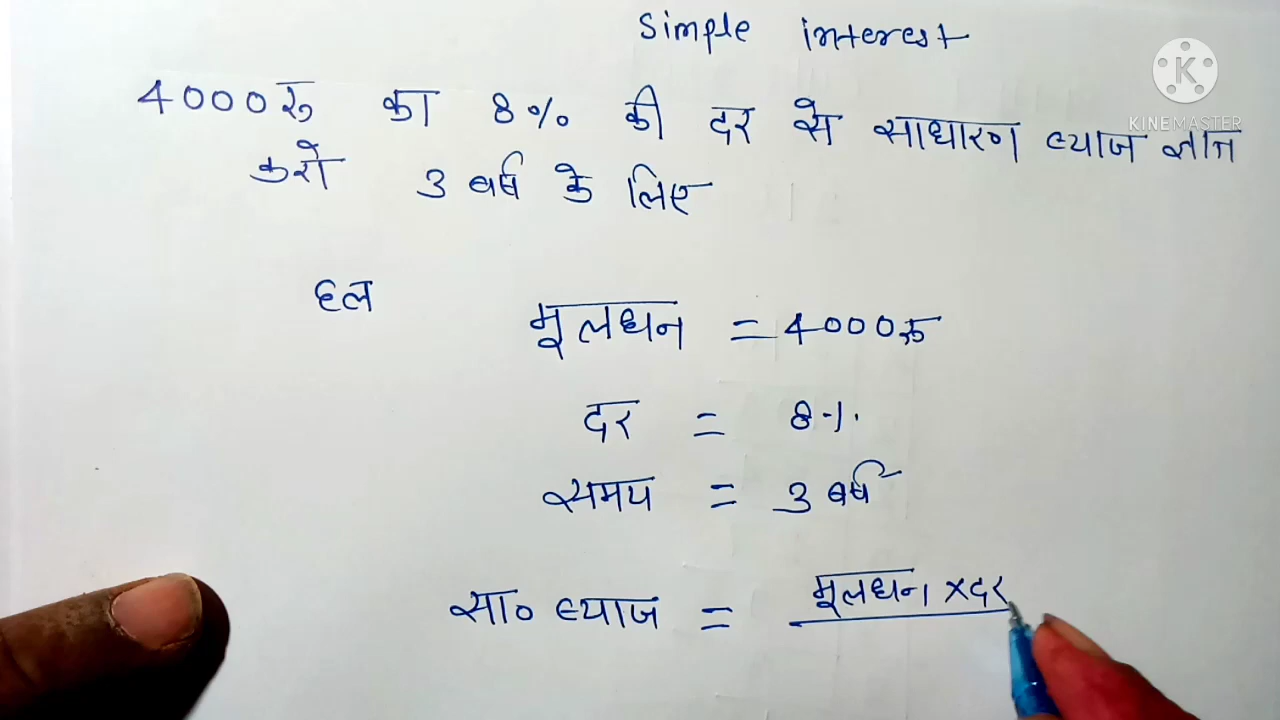 Simple interest
4000रु का 8% की दर से साधारण ब्याज ज्ञात
करो 3 वर्ष के लिए
हल
मूलधन = 4000रु
दर = 8%
समय = 3 वर्ष
सा० ब्याज = मूलधन × दर
K
KINEMASTER